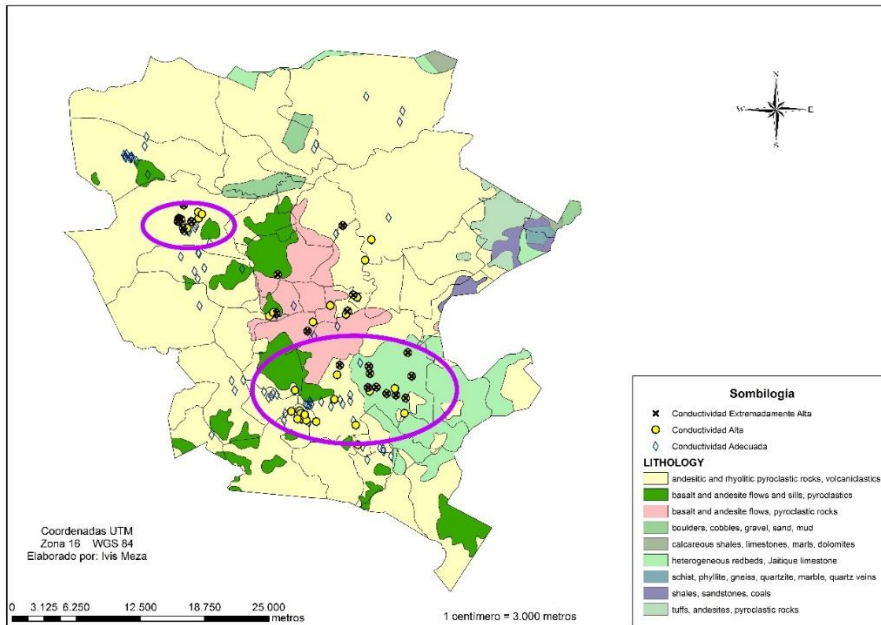 N
W E
S
Sombilogía
Conductividad Extremadamente Alta
Conductividad Alta
Conductividad Adecuada
LITHOLOGY
andesitic and rhyolitic pyroclastic rocks, volcaniclastics
basalt and andesite flows and sills, pyroclastics
basalt and andesite flows, pyroclastic rocks
boulders, cobbles, gravel, sand, mud
calcareous shales, limestones, marls, dolomites
heterogeneous redbeds, Jaitique limestone
schist, phyllite, gneiss, quartzite, marble, quartz veins
shales, sandstones, coals
tuffs, andesites, pyroclastic rocks
Coordenadas UTM
Zona 16 WGS 84
Elaborado por: Ivis Meza
0 3.125 6.250 12.500 18.750 25.000
metros
1 centímero = 3.000 metros